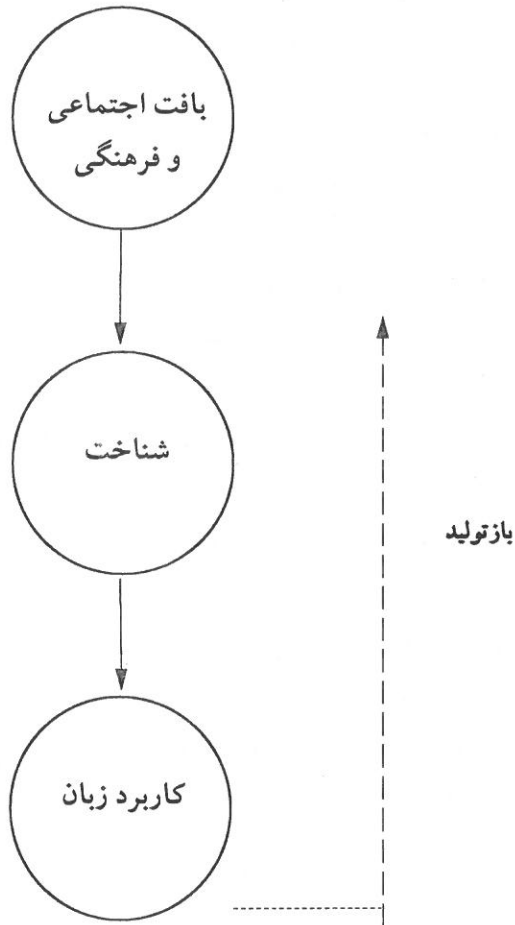 بافت اجتماعی
و فرهنگی
شناخت
بازتولید
کاربرد زبان